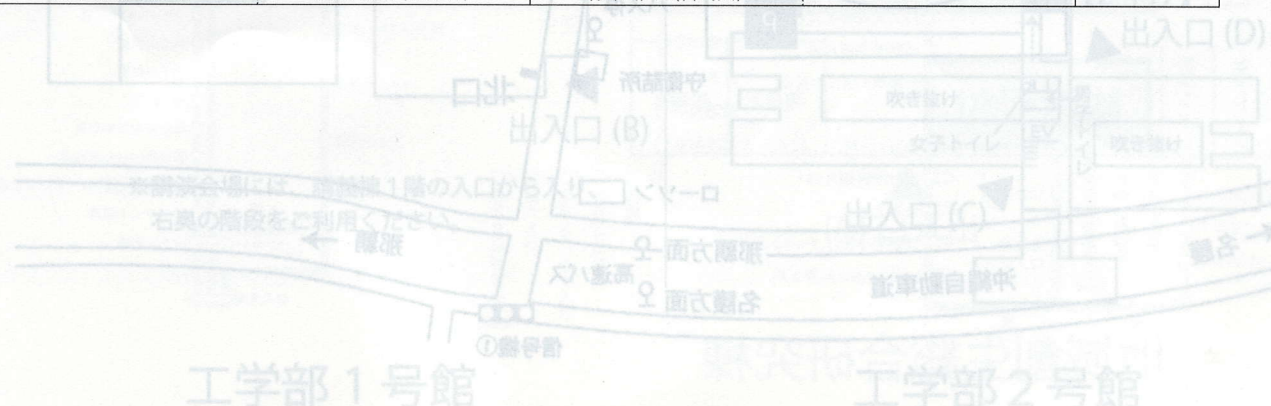 出入口 (D)
北口
守衛詰所
吹き抜け
出入口 (B)
女子トイレ
男子トイレ
EV
吹き抜け
ローソン
※講演会場には、
1階の入口から入り、
右奥の階段をご利用ください。
出入口 (C)
那覇
那覇方面
名護
高速バス
名護方面
沖縄自動車道
信号機①
工学部1号館
工学部2号館